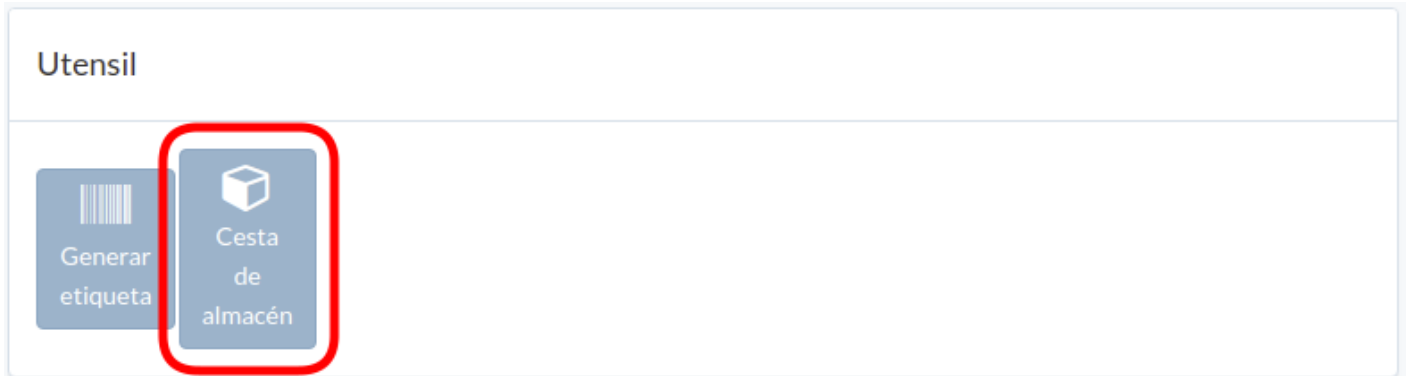 Utensil
Generar
etiqueta
Cesta
de
almacén